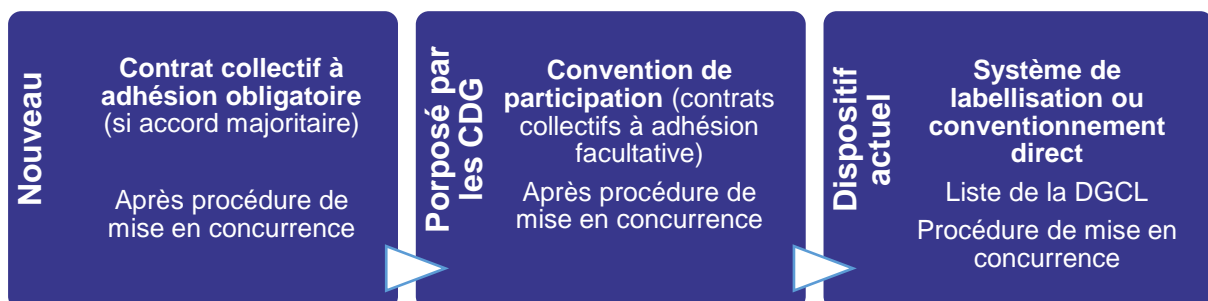 Nouveau
Contrat collectif à
adhésion obligatoire
(si accord majoritaire)
Après procédure de
mise en concurrence
Porposé par
les CDG
Convention de
participation (contrats
collectifs à adhésion
facultative)
Après procédure de
mise en concurrence
Dispositif
actuel
Système de
labellisation ou
conventionnement
direct
Liste de la DGCL
Procédure de mise en
concurrence